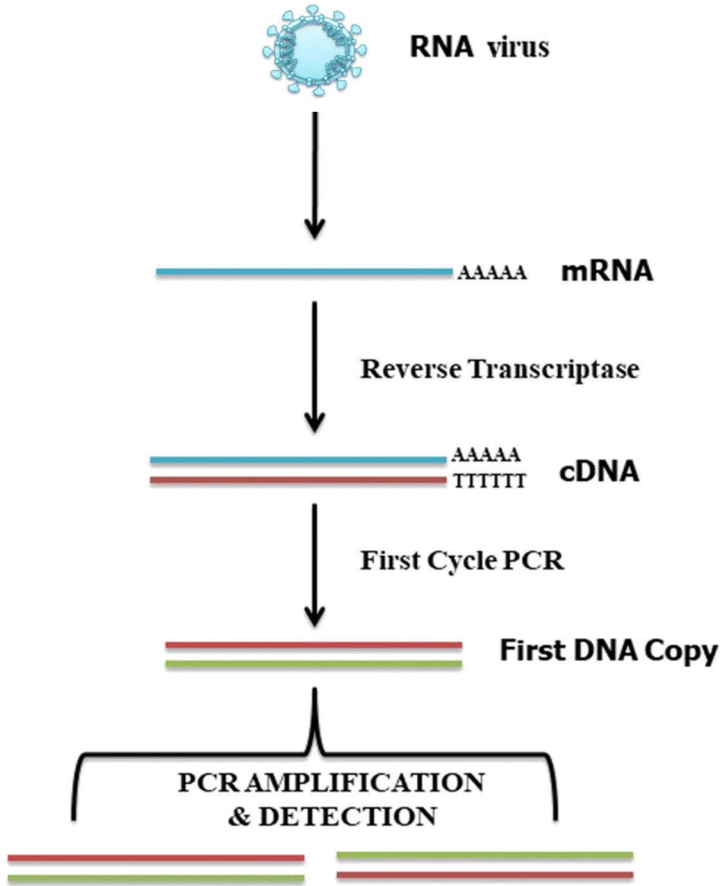 RNA virus
AAAAA mRNA
Reverse Transcriptase
AAAAA
TTTTTT
cDNA
First Cycle PCR
First DNA Copy
PCR AMPLIFICATION
& DETECTION